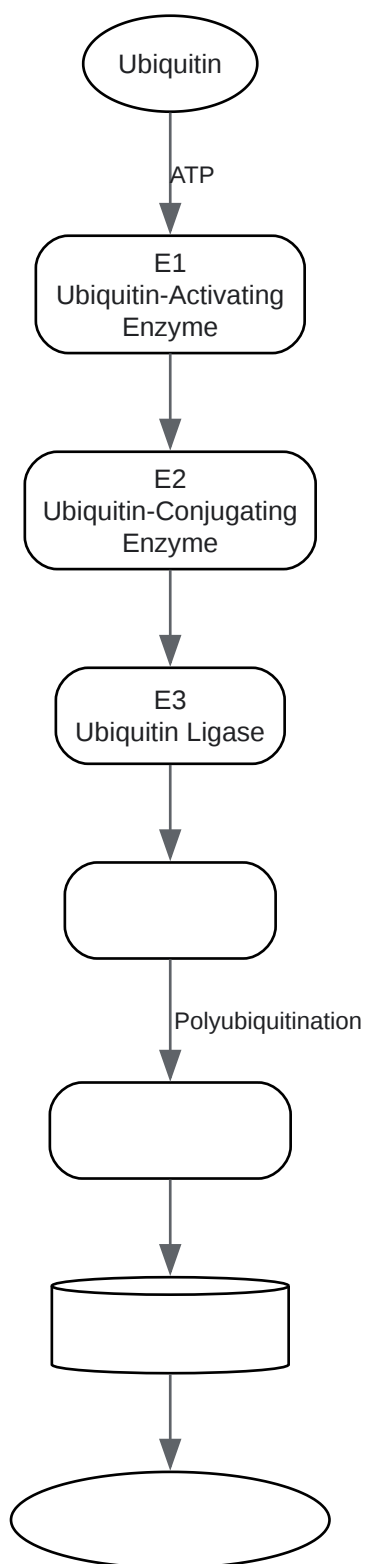 Ubiquitin
ATP
E1
Ubiquitin-Activating
Enzyme
E2
Ubiquitin-Conjugating
Enzyme
E3
Ubiquitin Ligase
Polyubiquitination